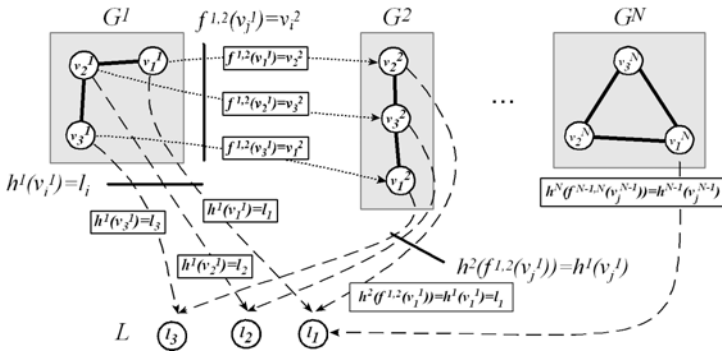 G¹ f¹,²(vⱼ¹)=vᵢ² G² Gᴺ
v₂¹ v₁¹ f¹,²(v₁¹)=v₂² v₂² v₃ᴺ
f¹,²(v₂¹)=v₃² v₃² ...
v₃¹ f¹,²(v₃¹)=v₁² v₁² v₂ᴺ v₁ᴺ
h¹(vᵢ¹)=lᵢ
hᴺ(fᴺ⁻¹,ᴺ(vⱼᴺ⁻¹))=hᴺ⁻¹(vⱼᴺ⁻¹)
h¹(v₃¹)=l₃ h¹(v₁¹)=l₁
h¹(v₂¹)=l₂ h²(f¹,²(vⱼ¹))=h¹(vⱼ¹)
h²(f¹,²(v₁¹))=h¹(v₁¹)=l₁
L l₃ l₂ l₁